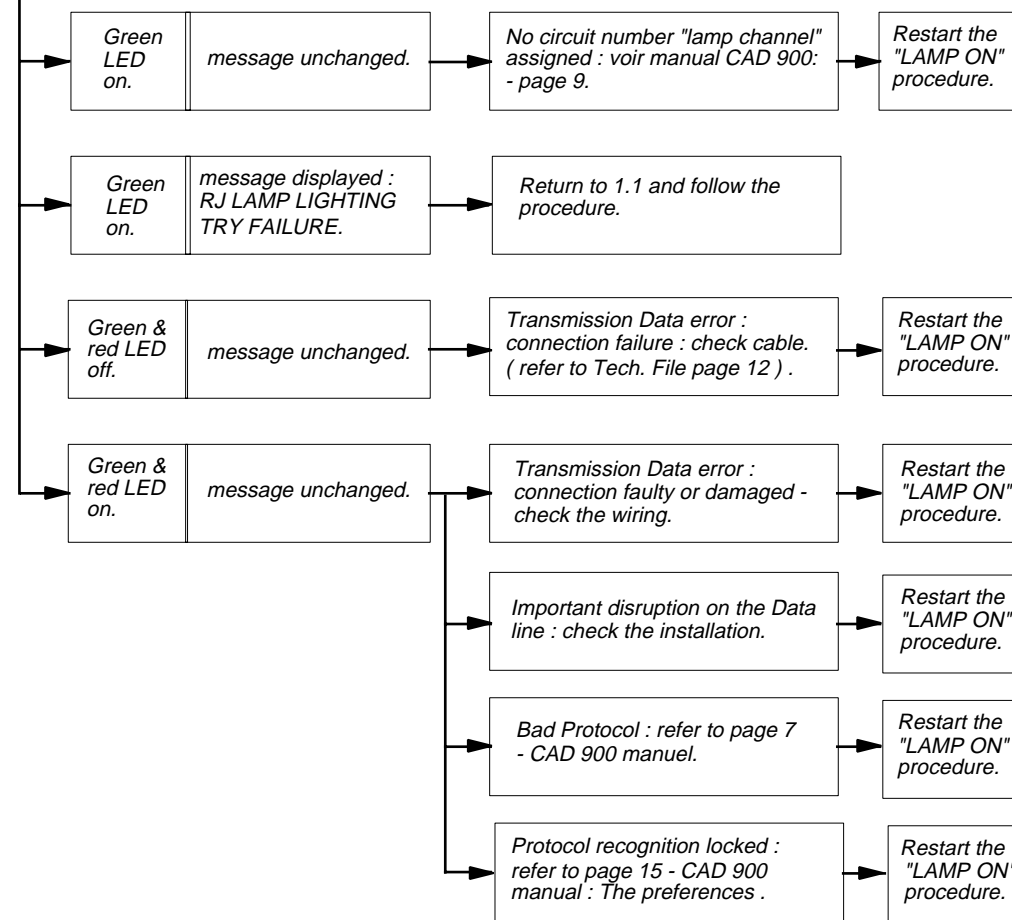 Green
LED
on.
message unchanged.
No circuit number "lamp channel"
assigned : voir manual CAD 900:
- page 9.
Restart the
"LAMP ON"
procedure.
Green
LED
on.
message displayed :
RJ LAMP LIGHTING
TRY FAILURE.
Return to 1.1 and follow the
procedure.
Green &
red LED
off.
message unchanged.
Transmission Data error :
connection failure : check cable.
( refer to Tech. File page 12 ) .
Restart the
"LAMP ON"
procedure.
Green &
red LED
on.
message unchanged.
Transmission Data error :
connection faulty or damaged -
check the wiring.
Restart the
"LAMP ON"
procedure.
Important disruption on the Data
line : check the installation.
Restart the
"LAMP ON"
procedure.
Bad Protocol : refer to page 7
- CAD 900 manuel.
Restart the
"LAMP ON"
procedure.
Protocol recognition locked :
refer to page 15 - CAD 900
manual : The preferences .
Restart the
"LAMP ON"
procedure.